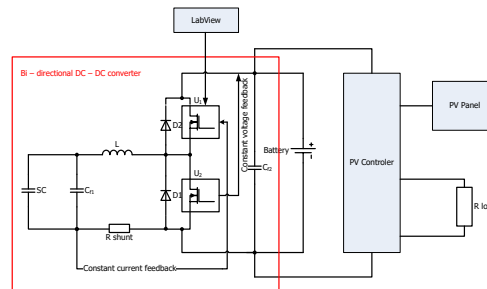 LabView
Bi – directional DC – DC converter
U1
D2
Constant voltage feedback
L
Battery
PV Panel
PV Controler
U2
SC
Cf1
D1
Cf2
R shunt
R lo
Constant current feedback